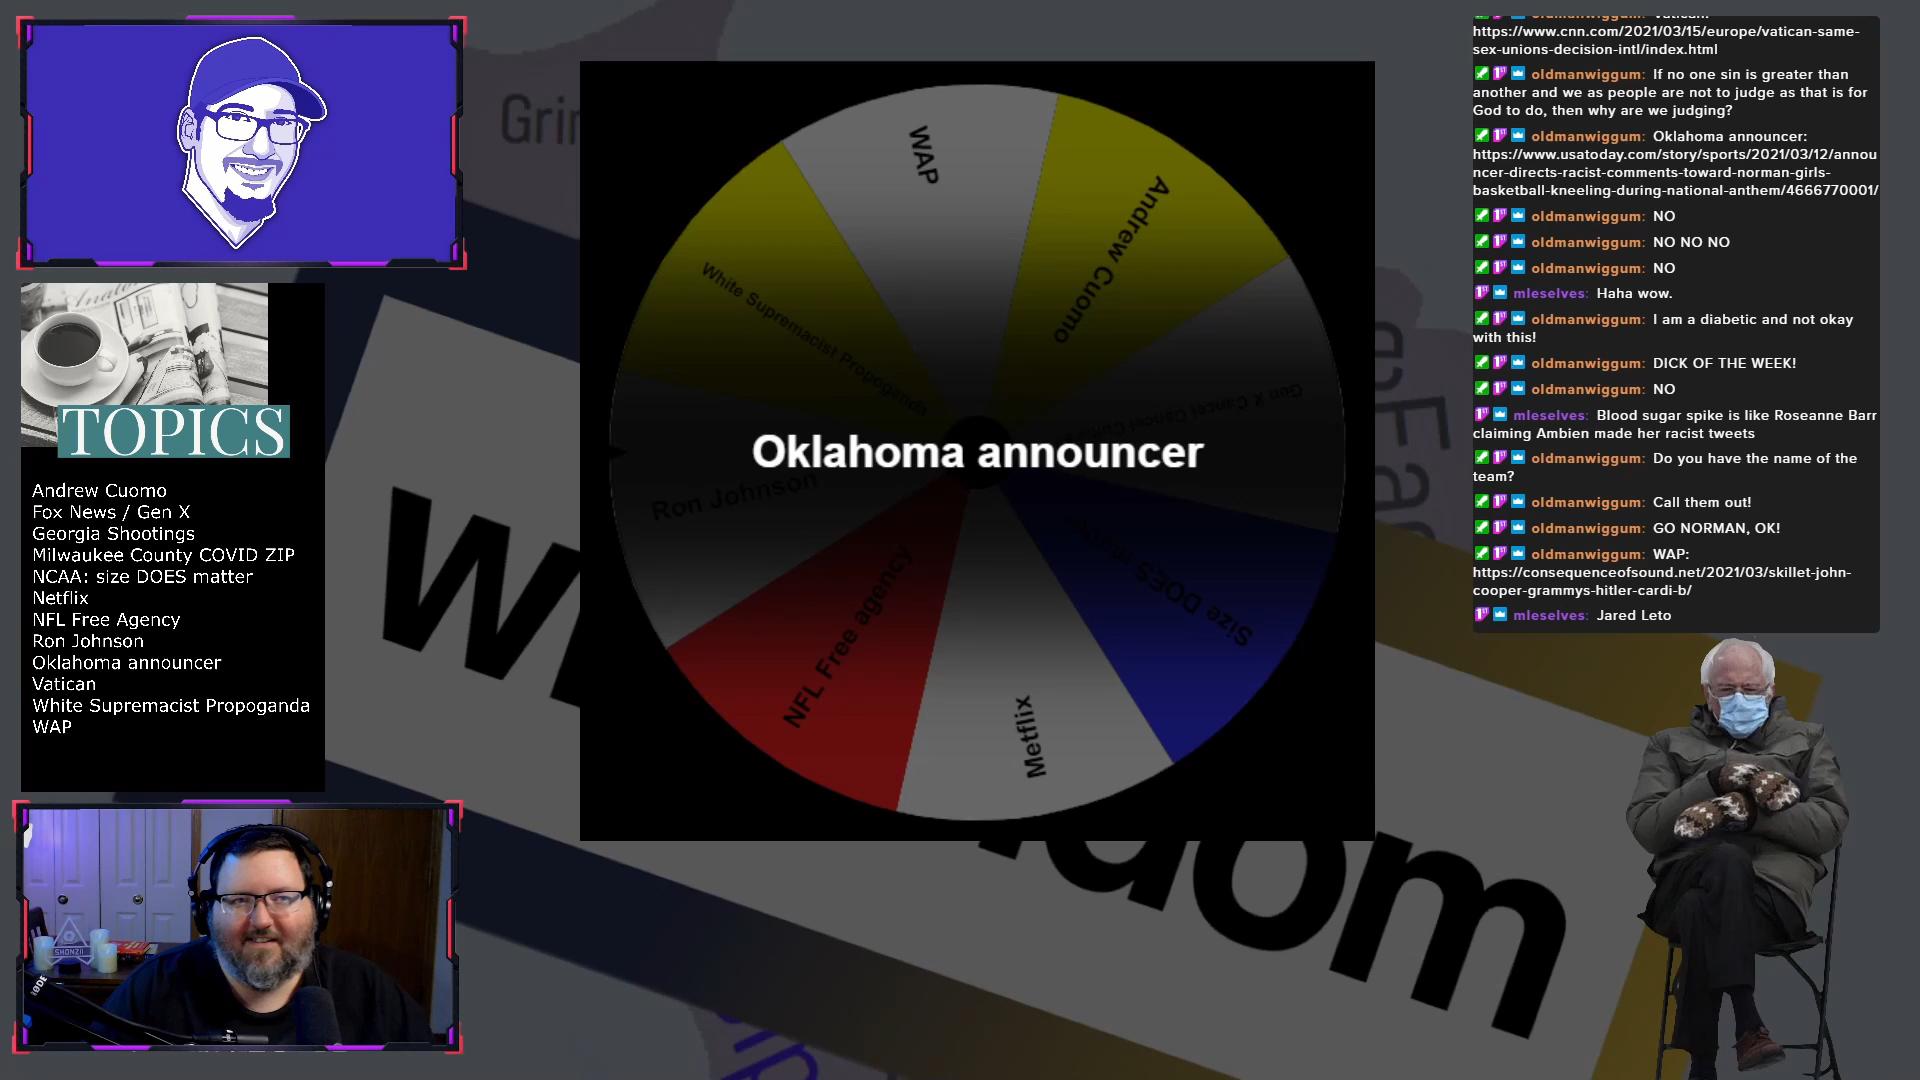 TOPICS
Andrew Cuomo
Fox News / Gen X
Georgia Shootings
Milwaukee County COVID ZIP
NCAA: size DOES matter
Netflix
NFL Free Agency
Ron Johnson
Oklahoma announcer
Vatican
White Supremacist Propoganda
WAP
SHONZII
RØDE
WAP
Andrew Cuomo
White Supremacist Propoganda
Gen X Cancel
Oklahoma announcer
Ron Johnson
Size DOES
NFL Free agency
Metflix
https://www.cnn.com/2021/03/15/europe/vatican-same-
sex-unions-decision-intl/index.html
oldmanwiggum: If no one sin is greater than
another and we as people are not to judge as that is for
God to do, then why are we judging?
oldmanwiggum: Oklahoma announcer:
https://www.usatoday.com/story/sports/2021/03/12/annou
ncer-directs-racist-comments-toward-norman-girls-
basketball-kneeling-during-national-anthem/4666770001/
oldmanwiggum: NO
oldmanwiggum: NO NO NO
oldmanwiggum: NO
mleselves: Haha wow.
oldmanwiggum: I am a diabetic and not okay
with this!
oldmanwiggum: DICK OF THE WEEK!
oldmanwiggum: NO
mleselves: Blood sugar spike is like Roseanne Barr
claiming Ambien made her racist tweets
oldmanwiggum: Do you have the name of the
team?
oldmanwiggum: Call them out!
oldmanwiggum: GO NORMAN, OK!
oldmanwiggum: WAP:
https://consequenceofsound.net/2021/03/skillet-john-
cooper-grammys-hitler-cardi-b/
mleselves: Jared Leto